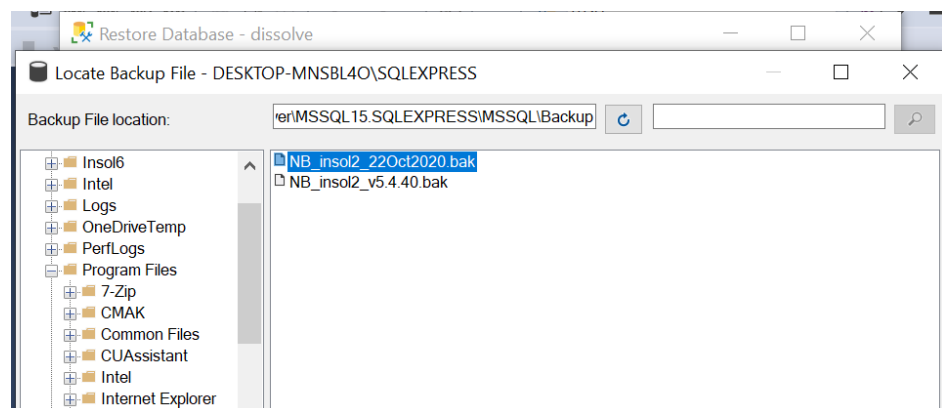 Restore Database - dissolve
Locate Backup File - DESKTOP-MNSBL4O\SQLEXPRESS
Backup File location:
er\MSSQL15.SQLEXPRESS\MSSQL\Backup
Insol6
Intel
Logs
OneDriveTemp
PerfLogs
Program Files
7-Zip
CMAK
Common Files
CUAssistant
Intel
Internet Explorer
NB_insol2_22Oct2020.bak
NB_insol2_v5.4.40.bak